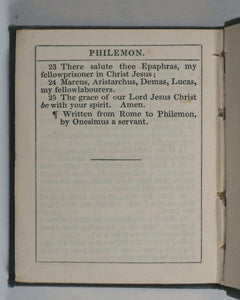 PHILEMON.
23 There salute thee Epaphras, my
fellowprisoner in Christ Jesus;
24 Marcus, Aristarchus, Demas, Lucas,
my fellowlabourers.
25 The grace of our Lord Jesus Christ
be with your spirit. Amen.
¶ Written from Rome to Philemon,
by Onesimus a servant.